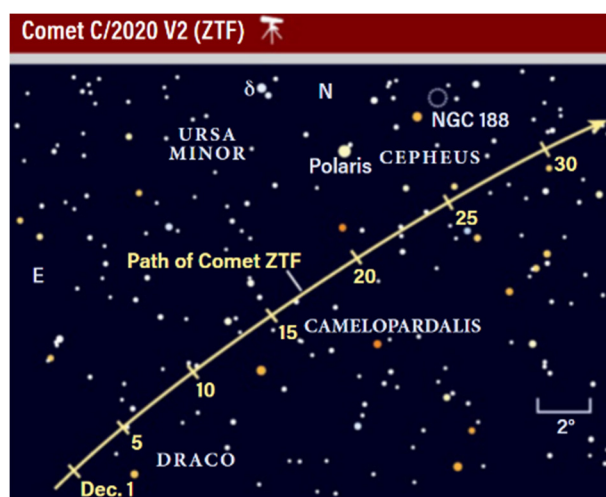 Comet C/2020 V2 (ZTF)
δ
N
NGC 188
URSA
MINOR
Polaris
CEPHEUS
30
25
E
Path of Comet ZTF
20
15
CAMELOPARDALIS
10
2°
5
DRACO
Dec. 1